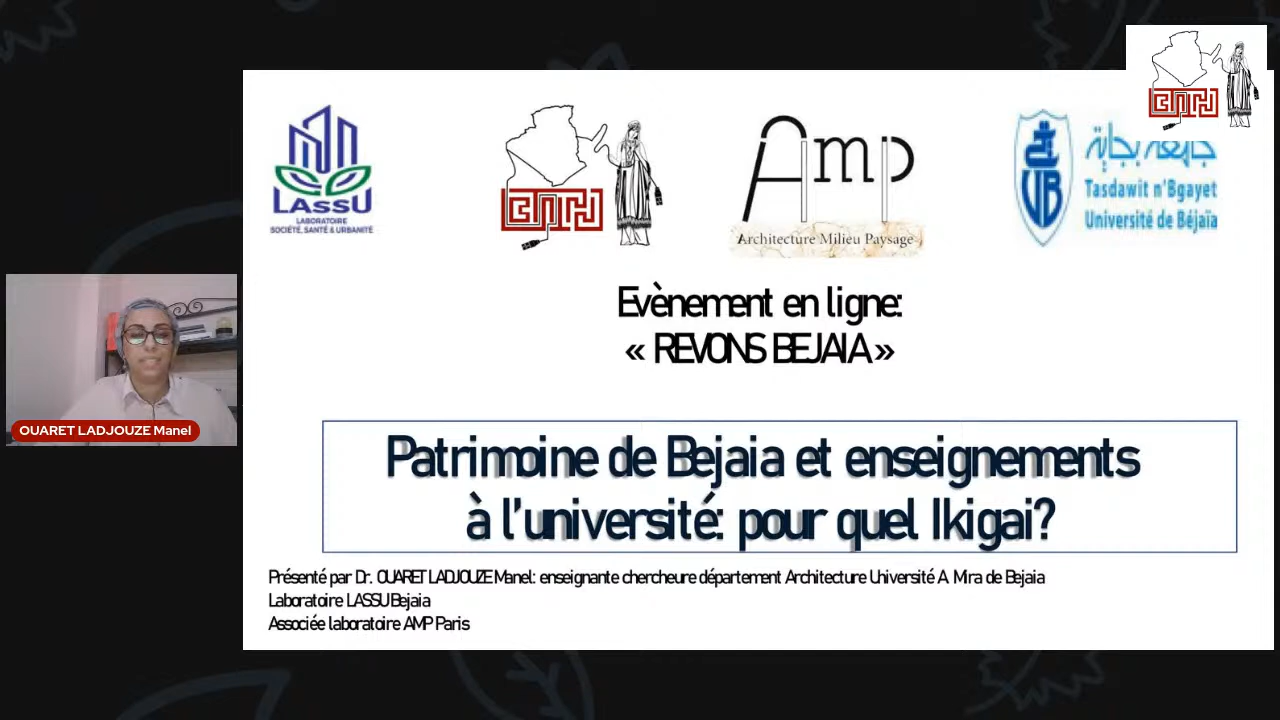 LASSU
LABORATOIRE
SOCIÉTÉ, SANTÉ & URBANITÉ
Amp
Architecture Milieu Paysage
UB
جامعة بجاية
Tasdawit n'Bgayet
Université de Béjaïa
Evènement en ligne:
« REVONS BEJAIA »
Patrimoine de Bejaia et enseignements
à l'université: pour quel Ikigai?
Présenté par Dr. OUARET LADJOUZE Manel: enseignante chercheure département Architecture Université A. Mira de Bejaia
Laboratoire LASSU Bejaia
Associée laboratoire AMP Paris
OUARET LADJOUZE Manel